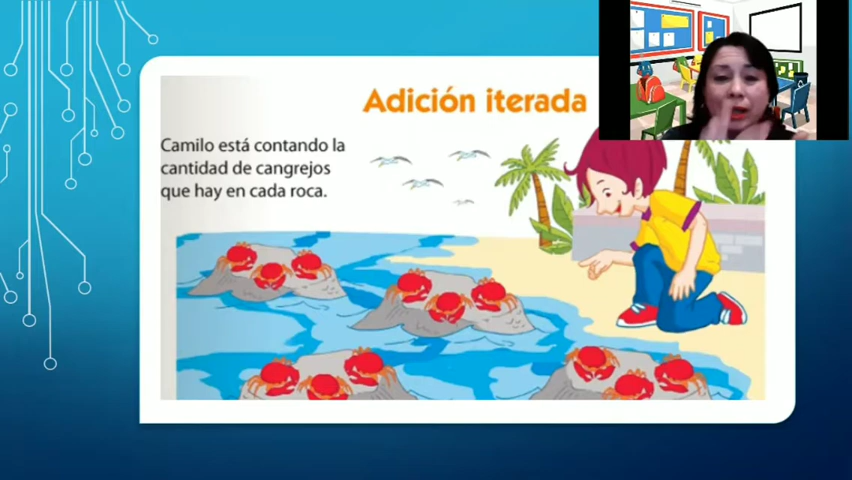 Adición iterada
Camilo está contando la
cantidad de cangrejos
que hay en cada roca.